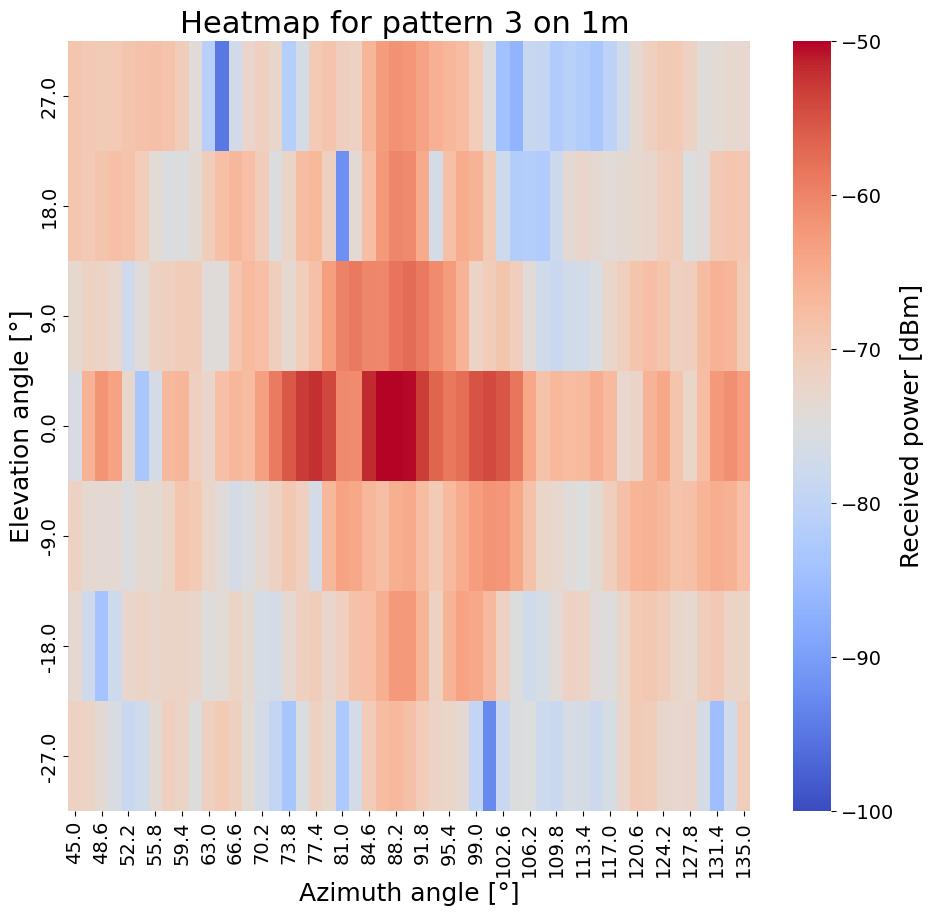 Heatmap for pattern 3 on 1m
Elevation angle [°]
27.0
18.0
9.0
0.0
-9.0
-18.0
-27.0
45.0 48.6 52.2 55.8 59.4 63.0 66.6 70.2 73.8 77.4 81.0 84.6 88.2 91.8 95.4 99.0 102.6 106.2 109.8 113.4 117.0 120.6 124.2 127.8 131.4 135.0
Azimuth angle [°]
−50
−60
−70
−80
−90
−100
Received power [dBm]